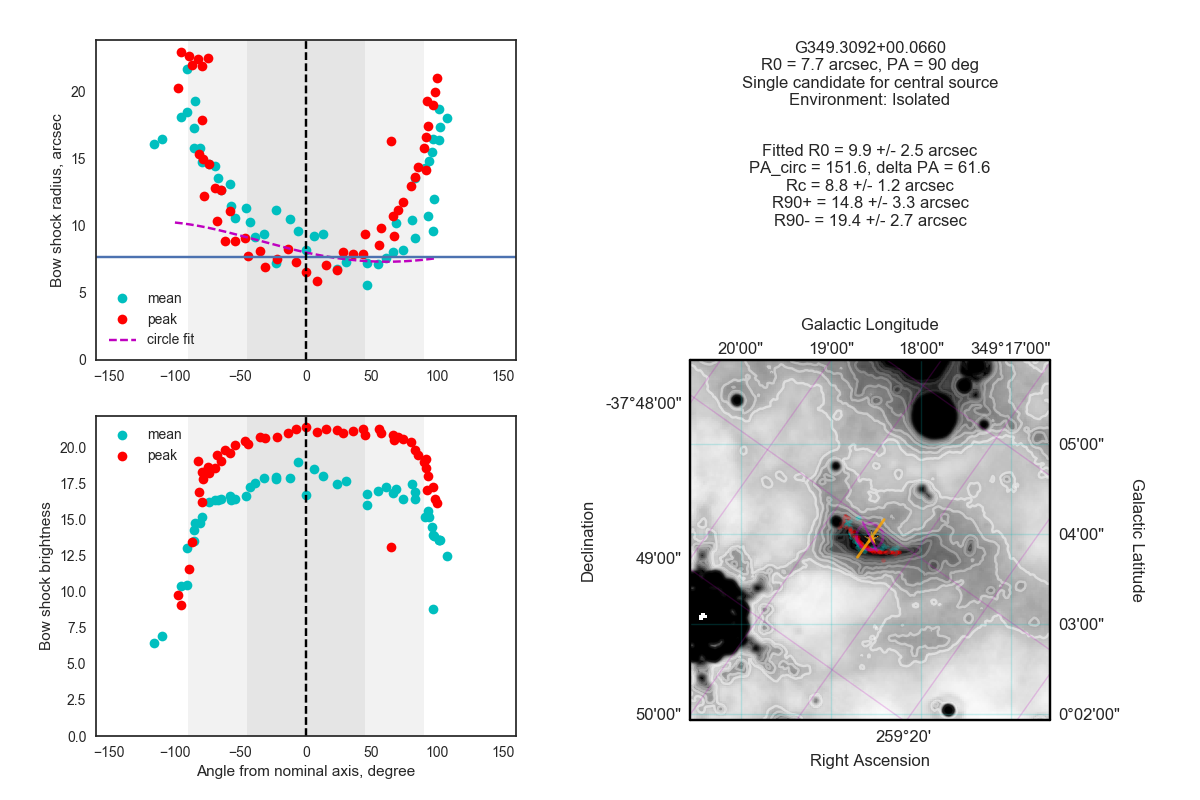 20
15
10
5
0
Bow shock radius, arcsec
mean
peak
circle fit
−150 −100 −50 0 50 100 150
G349.3092+00.0660
R0 = 7.7 arcsec, PA = 90 deg
Single candidate for central source
Environment: Isolated
Fitted R0 = 9.9 +/- 2.5 arcsec
PA_circ = 151.6, delta PA = 61.6
Rc = 8.8 +/- 1.2 arcsec
R90+ = 14.8 +/- 3.3 arcsec
R90- = 19.4 +/- 2.7 arcsec
20.0
17.5
15.0
12.5
10.0
7.5
5.0
2.5
0.0
Bow shock brightness
mean
peak
−150 −100 −50 0 50 100 150
Angle from nominal axis, degree
Galactic Longitude
20'00" 19'00" 18'00" 349°17'00"
-37°48'00"
49'00"
50'00"
Declination
05'00"
04'00"
03'00"
0°02'00"
Galactic Latitude
259°20'
Right Ascension